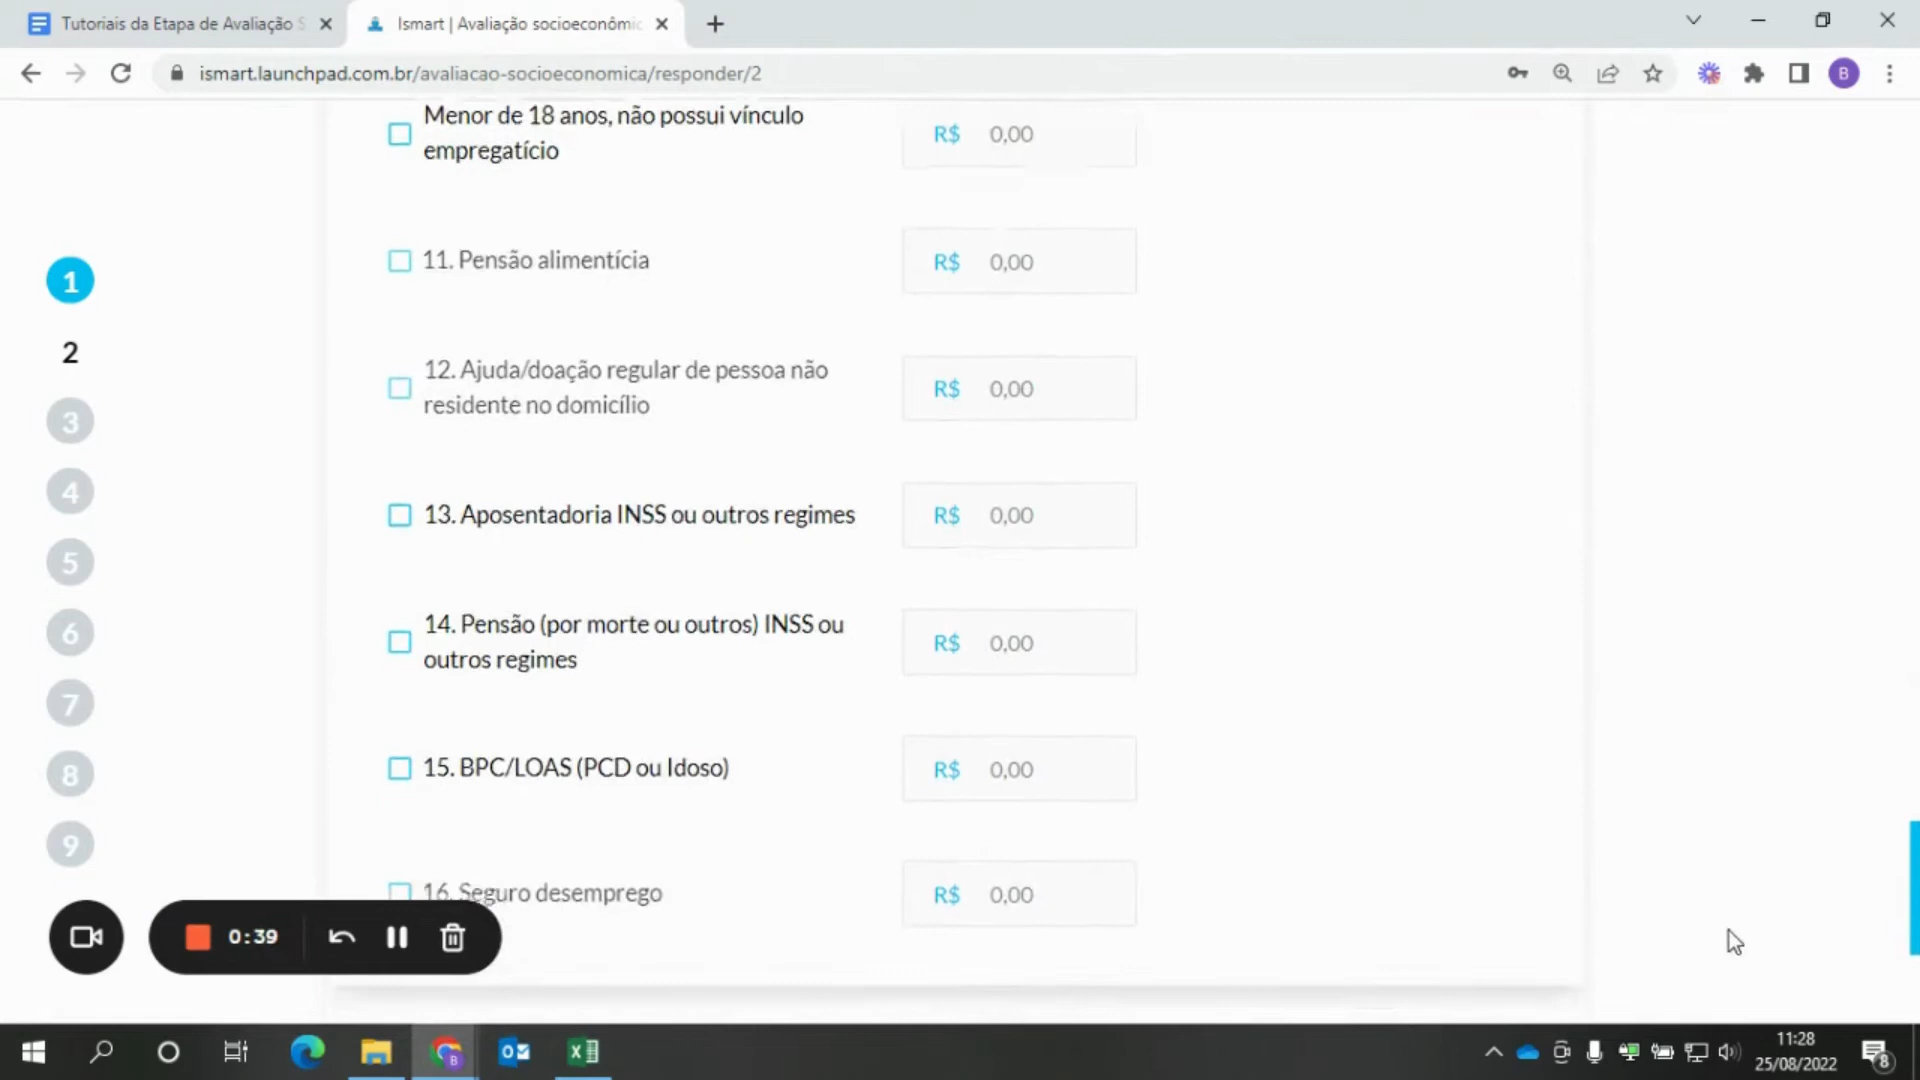 Tutoriais da Etapa de Avaliação S
Ismart | Avaliação socioeconômic
ismart.launchpad.com.br/avaliacao-socioeconomica/responder/2
B
Menor de 18 anos, não possui vínculo
empregatício
R$ 0,00
11. Pensão alimentícia
R$ 0,00
12. Ajuda/doação regular de pessoa não
residente no domicílio
R$ 0,00
13. Aposentadoria INSS ou outros regimes
R$ 0,00
14. Pensão (por morte ou outros) INSS ou
outros regimes
R$ 0,00
15. BPC/LOAS (PCD ou Idoso)
R$ 0,00
16. Seguro desemprego
R$ 0,00
1
2
3
4
5
6
7
8
9
0:39
B
11:28
25/08/2022
8